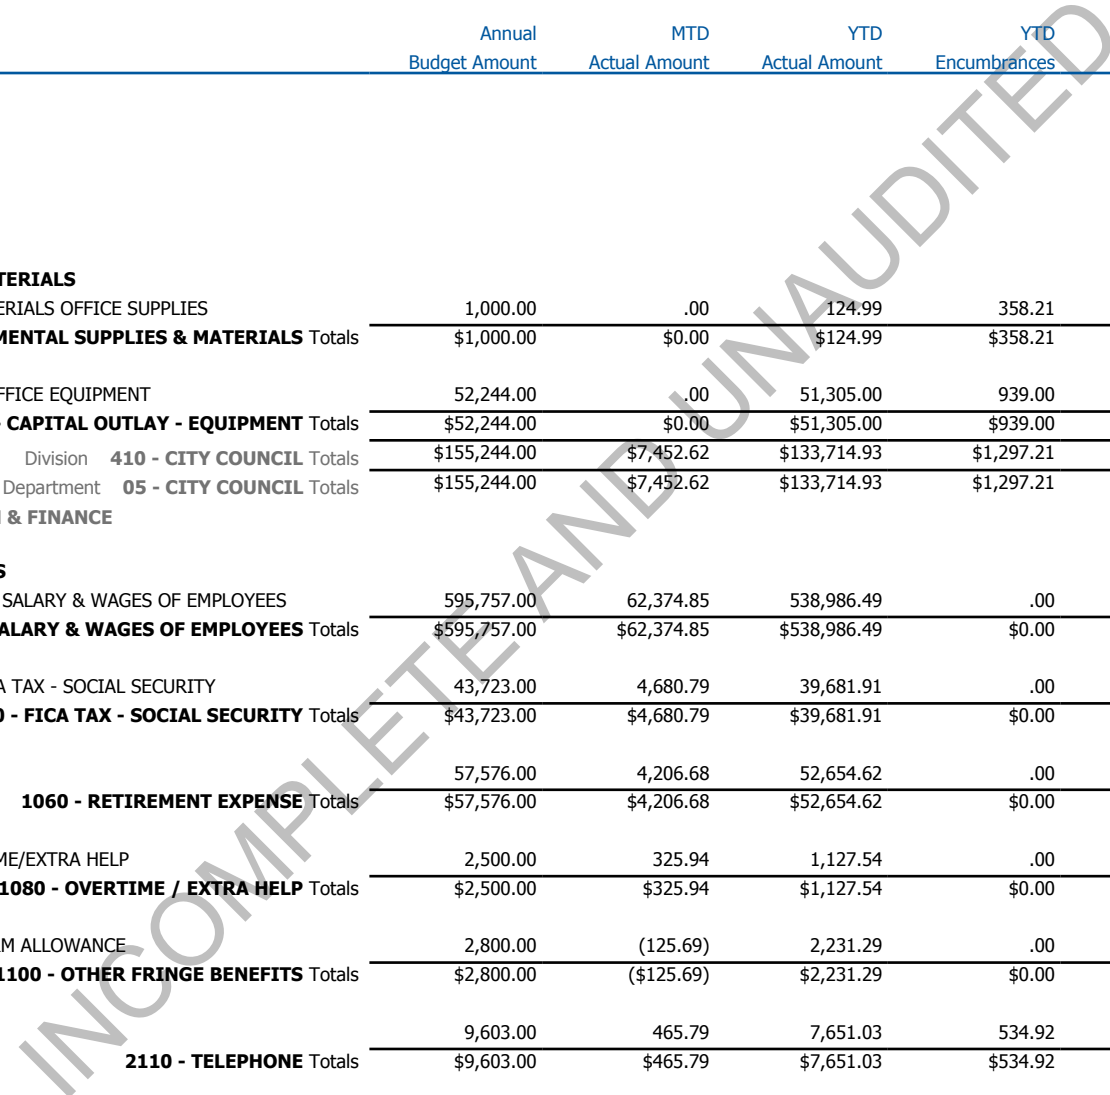 Annual MTD YTD YTD
Budget Amount Actual Amount Actual Amount Encumbrances
TERIALS
ERIALS OFFICE SUPPLIES 1,000.00 .00 124.99 358.21
MENTAL SUPPLIES & MATERIALS Totals $1,000.00 $0.00 $124.99 $358.21
FFICE EQUIPMENT 52,244.00 .00 51,305.00 939.00
- CAPITAL OUTLAY - EQUIPMENT Totals $52,244.00 $0.00 $51,305.00 $939.00
Division 410 - CITY COUNCIL Totals $155,244.00 $7,452.62 $133,714.93 $1,297.21
Department 05 - CITY COUNCIL Totals $155,244.00 $7,452.62 $133,714.93 $1,297.21
N & FINANCE
S
SALARY & WAGES OF EMPLOYEES 595,757.00 62,374.85 538,986.49 .00
ALARY & WAGES OF EMPLOYEES Totals $595,757.00 $62,374.85 $538,986.49 $0.00
A TAX - SOCIAL SECURITY 43,723.00 4,680.79 39,681.91 .00
0 - FICA TAX - SOCIAL SECURITY Totals $43,723.00 $4,680.79 $39,681.91 $0.00
57,576.00 4,206.68 52,654.62 .00
1060 - RETIREMENT EXPENSE Totals $57,576.00 $4,206.68 $52,654.62 $0.00
ME/EXTRA HELP 2,500.00 325.94 1,127.54 .00
1080 - OVERTIME / EXTRA HELP Totals $2,500.00 $325.94 $1,127.54 $0.00
M ALLOWANCE 2,800.00 (125.69) 2,231.29 .00
1100 - OTHER FRINGE BENEFITS Totals $2,800.00 ($125.69) $2,231.29 $0.00
9,603.00 465.79 7,651.03 534.92
2110 - TELEPHONE Totals $9,603.00 $465.79 $7,651.03 $534.92
INCOMPLETE AND UNAUDITED